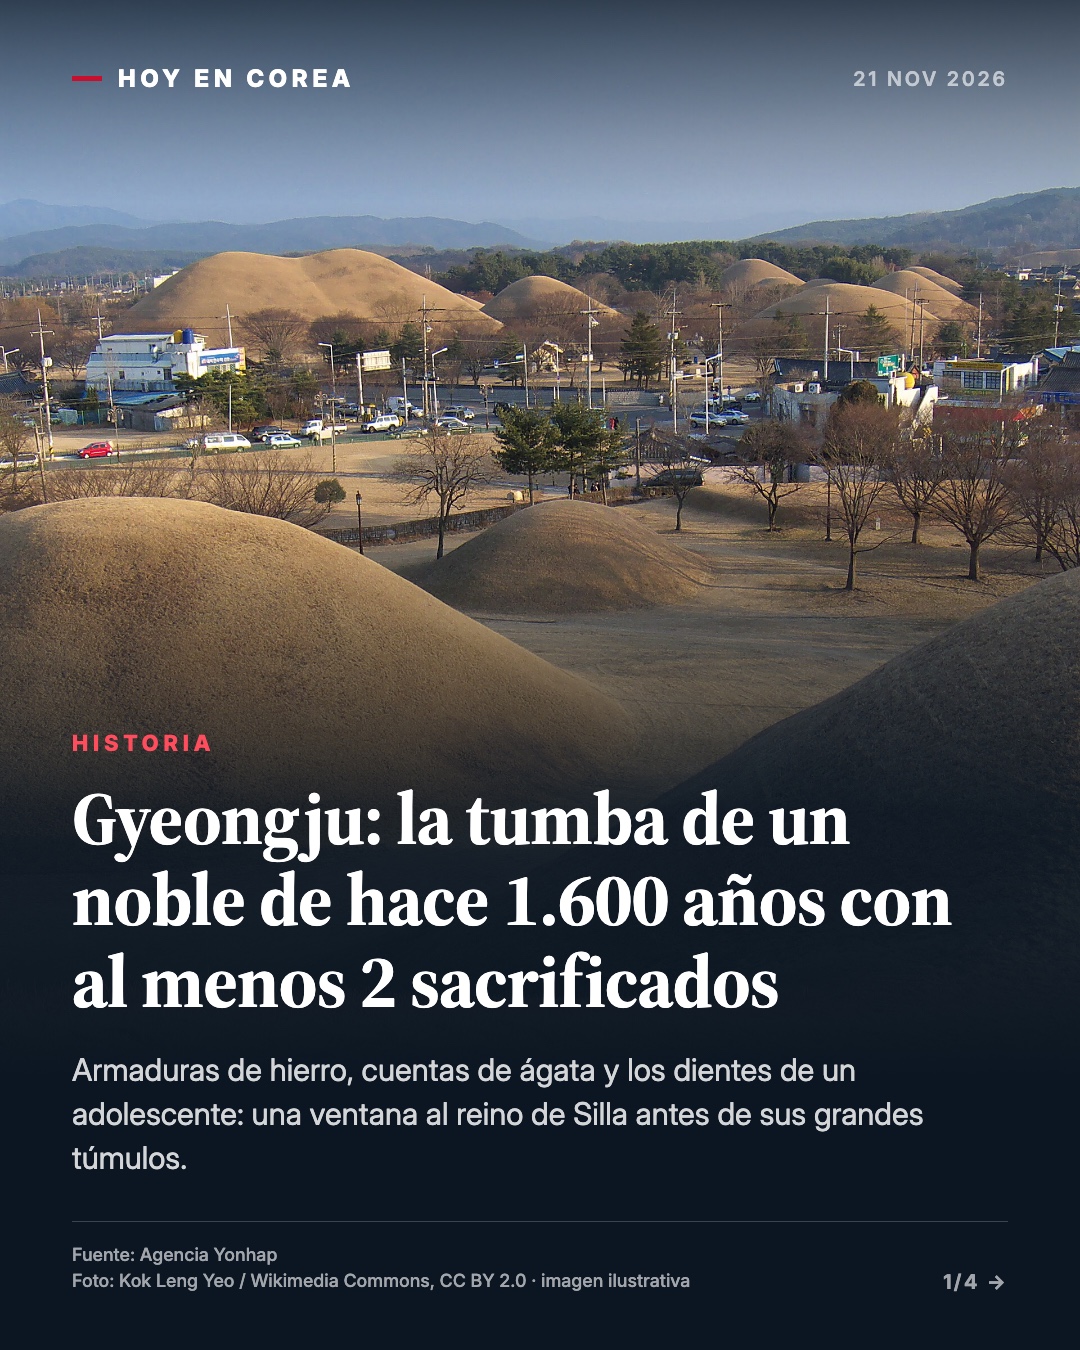 HOY EN COREA
21 NOV 2026
HISTORIA
Gyeongju: la tumba de un
noble de hace 1.600 años con
al menos 2 sacrificados
Armaduras de hierro, cuentas de ágata y los dientes de un
adolescente: una ventana al reino de Silla antes de sus grandes
túmulos.
Fuente: Agencia Yonhap
Foto: Kok Leng Yeo / Wikimedia Commons, CC BY 2.0 · imagen ilustrativa
1/4 →